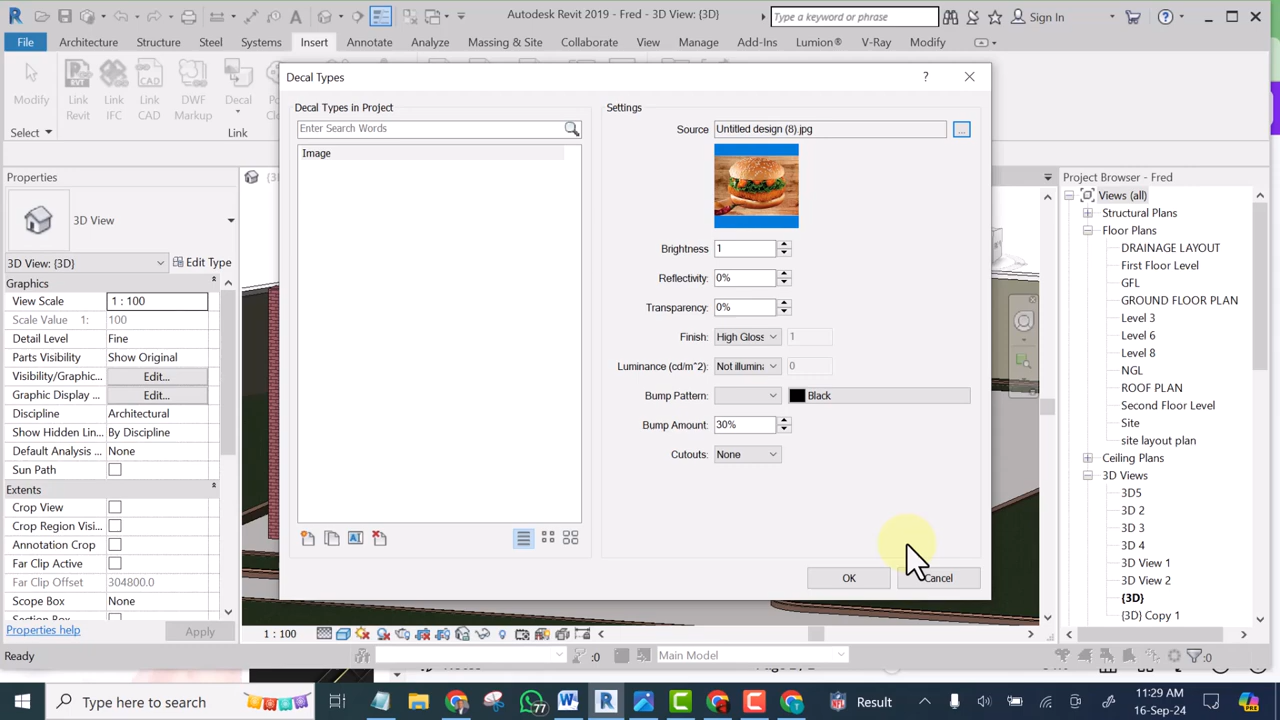 Autodesk Revit 2019 - Fred - 3D View: {3D}
Type a keyword or phrase
Sign In
File Architecture Structure Steel Systems Insert Annotate Analyze Massing & Site Collaborate View Manage Add-Ins Lumion® V-Ray Modify
Modify
Link
IFC
Link
CAD
DWF
Markup
Decal
Select
Link
Properties
3D View
3D View: {3D}
Edit Type
Graphics
View Scale 1 : 100
Scale Value 1: 100
Detail Level Fine
arts Visibility Show Original
isibility/Graphic Edit...
Graphic Display Edit...
Discipline Architectural
Show Hidden By Discipline
Default Analysis None
Sun Path
Extents
Crop View
Crop Region Visi
Annotation Crop
Far Clip Active
Far Clip Offset 304800.0
Scope Box None
Properties help
Apply
Decal Types
Decal Types in Project
Enter Search Words
Image
Settings
Source Untitled design (8).jpg ...
Brightness 1
Reflectivity: 0%
Transparency: 0%
Finish: High Gloss 1
Luminance (cd/m^2): Not illumin 0
Bump Pattern: Black
Bump Amount: 30%
Cutouts: None
OK
Cancel
Project Browser - Fred
Views (all)
Structural Plans
Floor Plans
DRAINAGE LAYOUT
First Floor Level
GFL
GROUND FLOOR PLAN
Level 3
Level 6
Level 8
NGL
ROOF PLAN
Second Floor Level
Site
site layout plan
Ceiling Plans
3D Views
3D 4
3D View 1
3D View 2
{3D}
{3D} Copy 1
1 : 100
Ready
:0
Main Model
:0
Type here to search
77
Result
11:29 AM
16-Sep-24